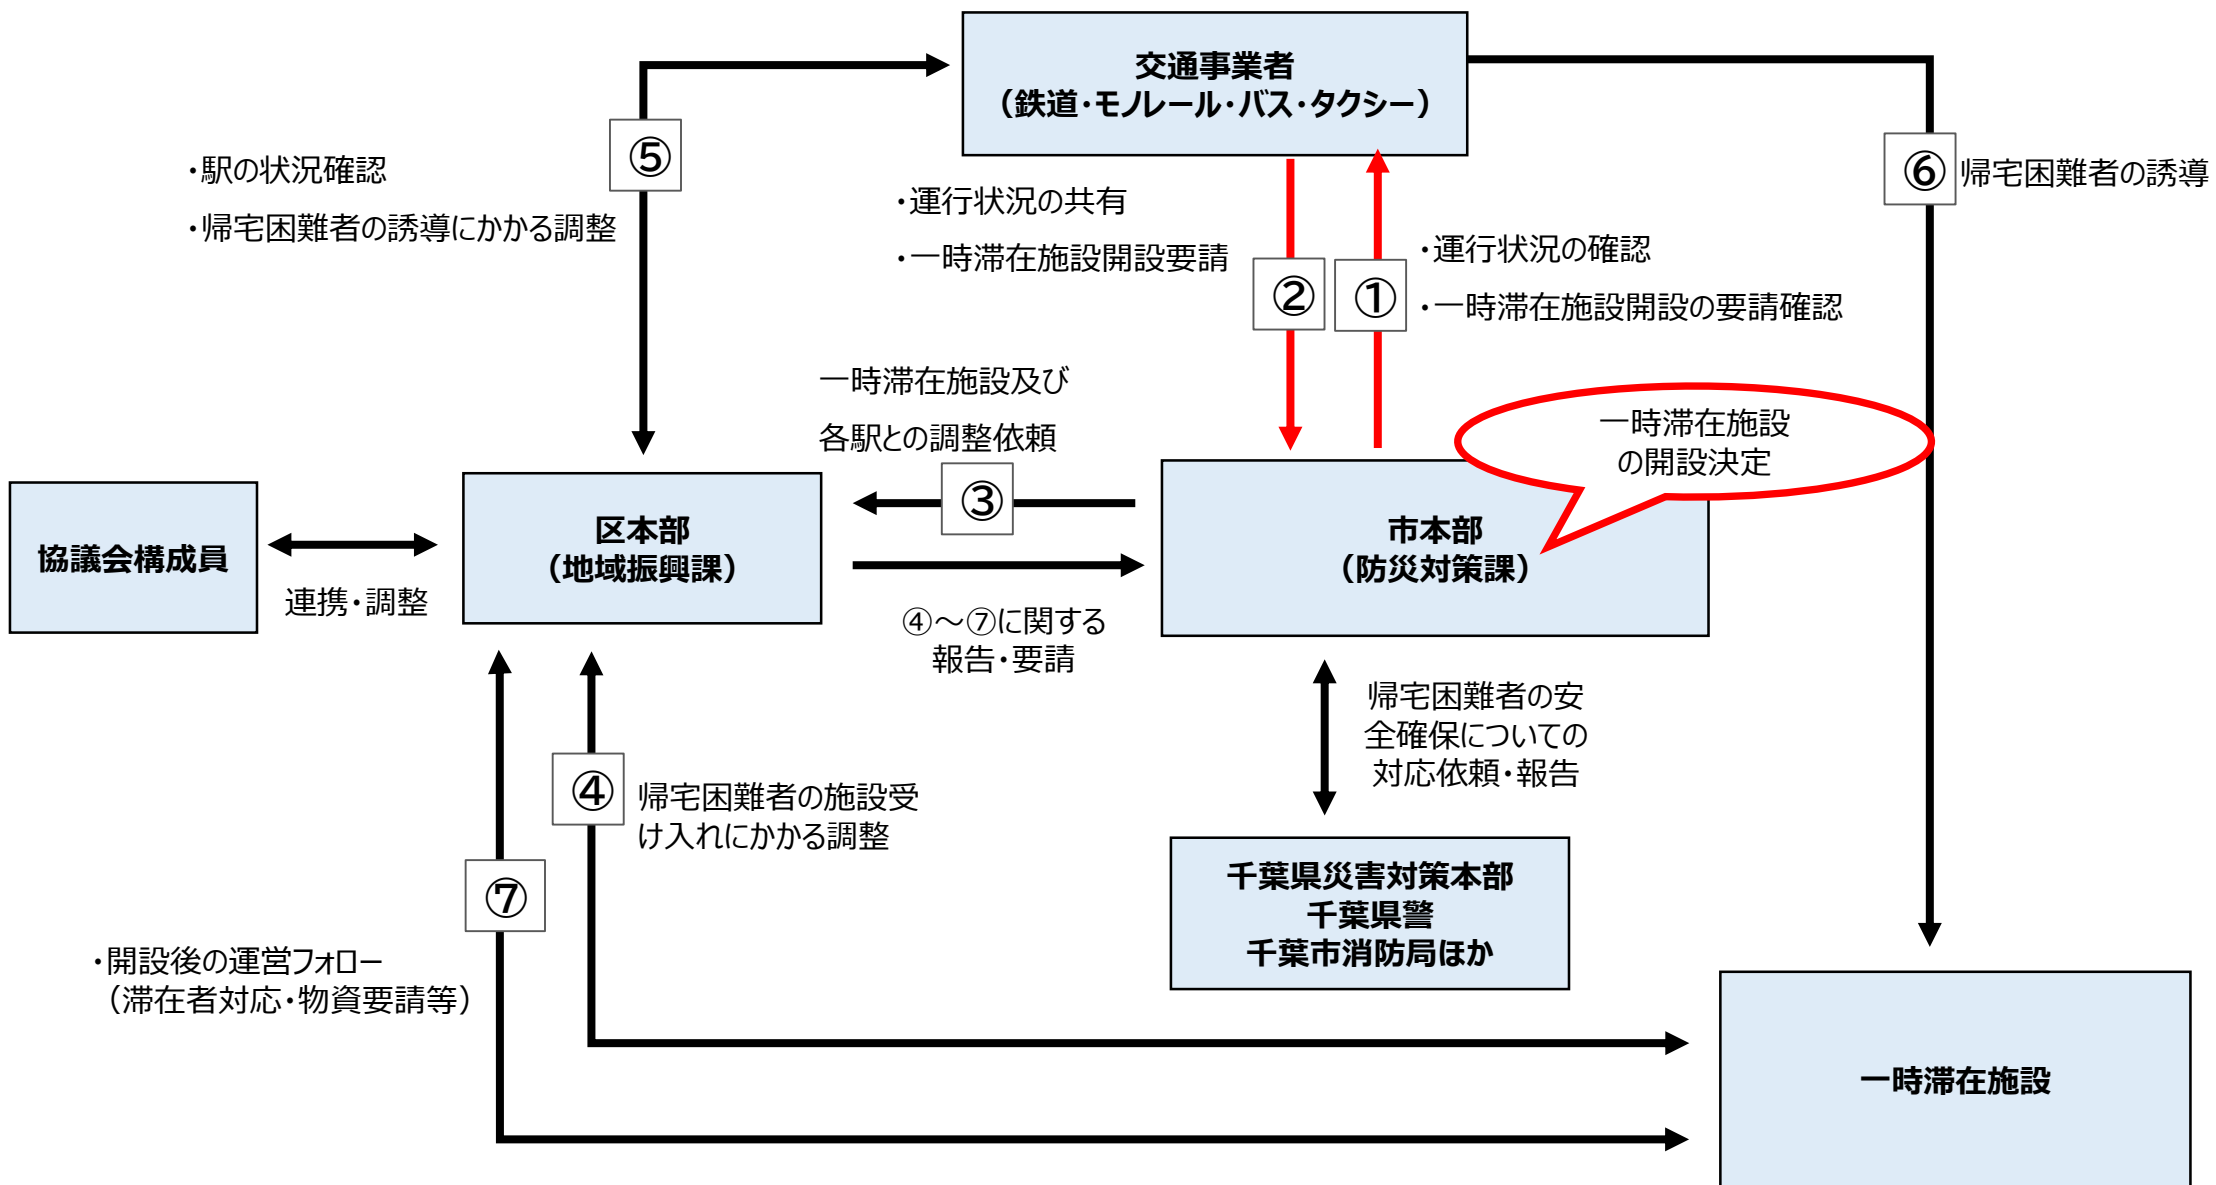 交通事業者
（鉄道・モノレール・バス・タクシー）
⑤
・駅の状況確認
・帰宅困難者の誘導にかかる調整
⑥
帰宅困難者の誘導
・運行状況の共有
・一時滞在施設開設要請
②
①
・運行状況の確認
・一時滞在施設開設の要請確認
一時滞在施設及び
各駅との調整依頼
③
一時滞在施設
の開設決定
協議会構成員
連携・調整
区本部
（地域振興課）
市本部
（防災対策課）
④～⑦に関する
報告・要請
帰宅困難者の安
全確保についての
対応依頼・報告
④
帰宅困難者の施設受
け入れにかかる調整
⑦
・開設後の運営フォロー
（滞在者対応・物資要請等）
千葉県災害対策本部
千葉県警
千葉市消防局ほか
一時滞在施設